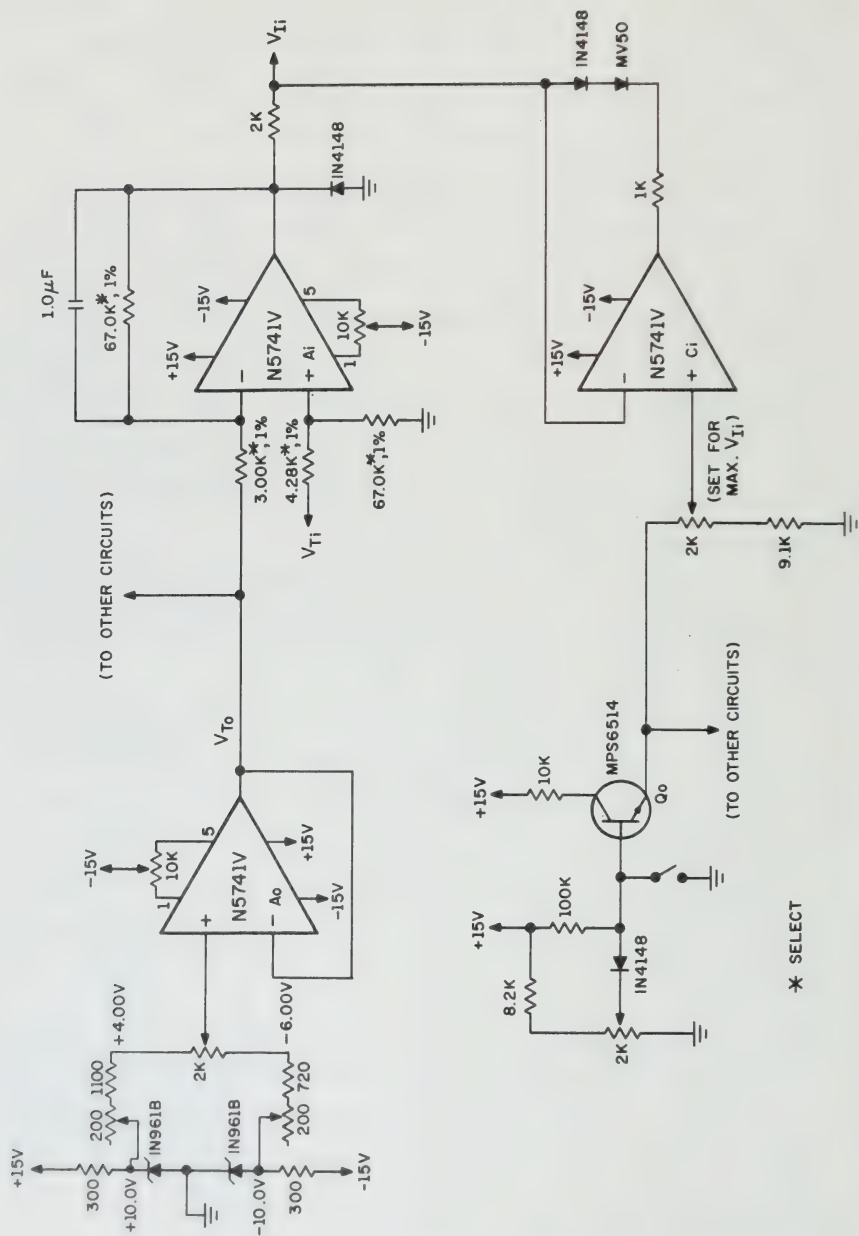 +15V
300
+10.0V
IN961B
IN961B
-10.0V
300
-15V
200
1100
+4.00V
2K
-6.00V
200
720
-15V
10K
1
5
N5741V
+
-
Ao
-15V
+15V
VTo
(TO OTHER CIRCUITS)
3.00K*,1%
4.28K*,1%
VTi
67.0K*,1%
1.0µF
67.0K*,1%
+15V
-15V
-
N5741V
+
Ai
1
5
10K
-15V
2K
VIi
IN4148
+15V
8.2K
100K
2K
IN4148
+15V
10K
MPS6514
Qo
(TO OTHER CIRCUITS)
2K
9.1K
(SET FOR
MAX. VIi)
+15V
-15V
-
N5741V
+
Ci
1K
IN4148
MV50
* SELECT